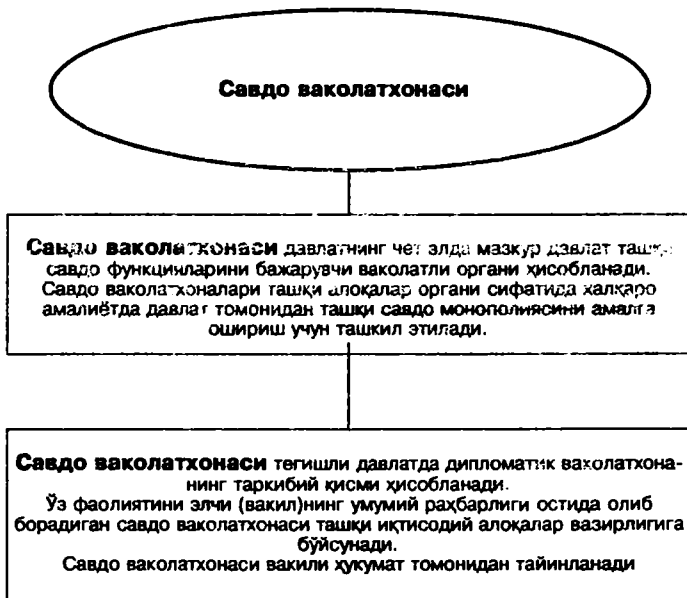 Савдо ваколатхонаси
Савдо ваколатхонаси давлатнинг чет элда мазкур давлат ташқи
савдо функцияларини бажарувчи ваколатли органи ҳисобланади.
Савдо ваколатхоналари ташқи алоқалар органи сифатида халқаро
амалиётда давлат томонидан ташқи савдо монополиясини амалга
ошириш учун ташкил этилади.
Савдо ваколатхонаси тегишли давлатда дипломатик ваколатхона-
нинг таркибий қисми ҳисобланади.
Ўз фаолиятини элчи (вакил)нинг умумий раҳбарлиги остида олиб
борадиган савдо ваколатхонаси ташқи иқтисодий алоқалар вазирлигига
бўйсунади.
Савдо ваколатхонаси вакили ҳукумат томонидан тайинланади